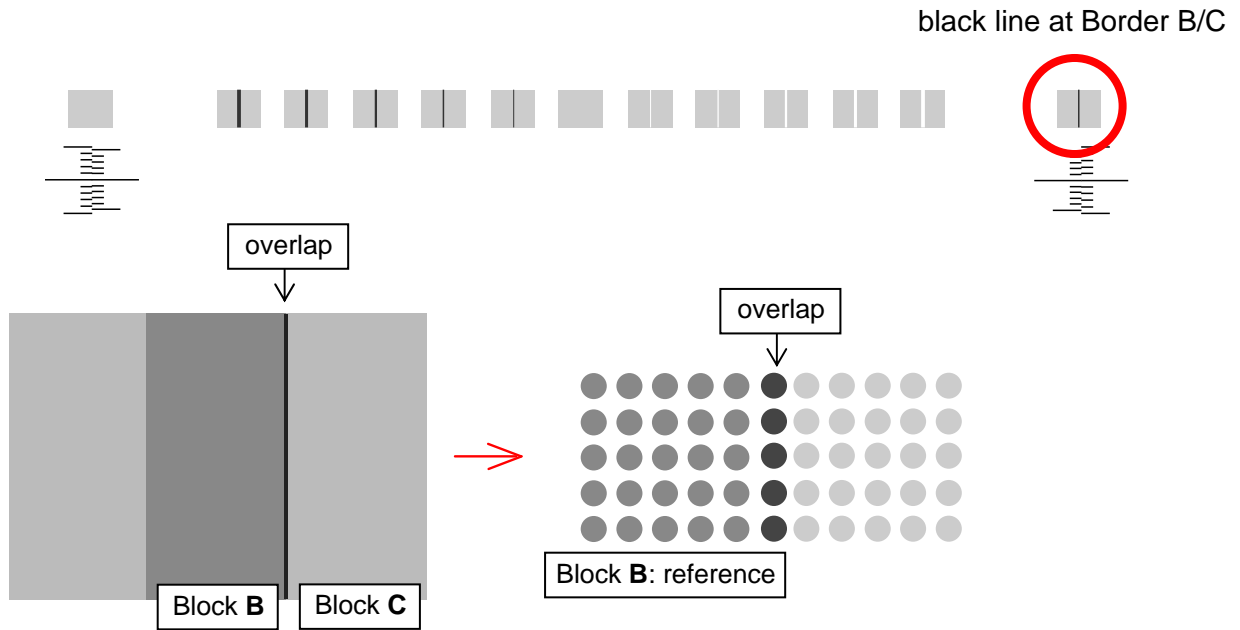 black line at Border B/C
overlap
overlap
Block B: reference
Block B
Block C